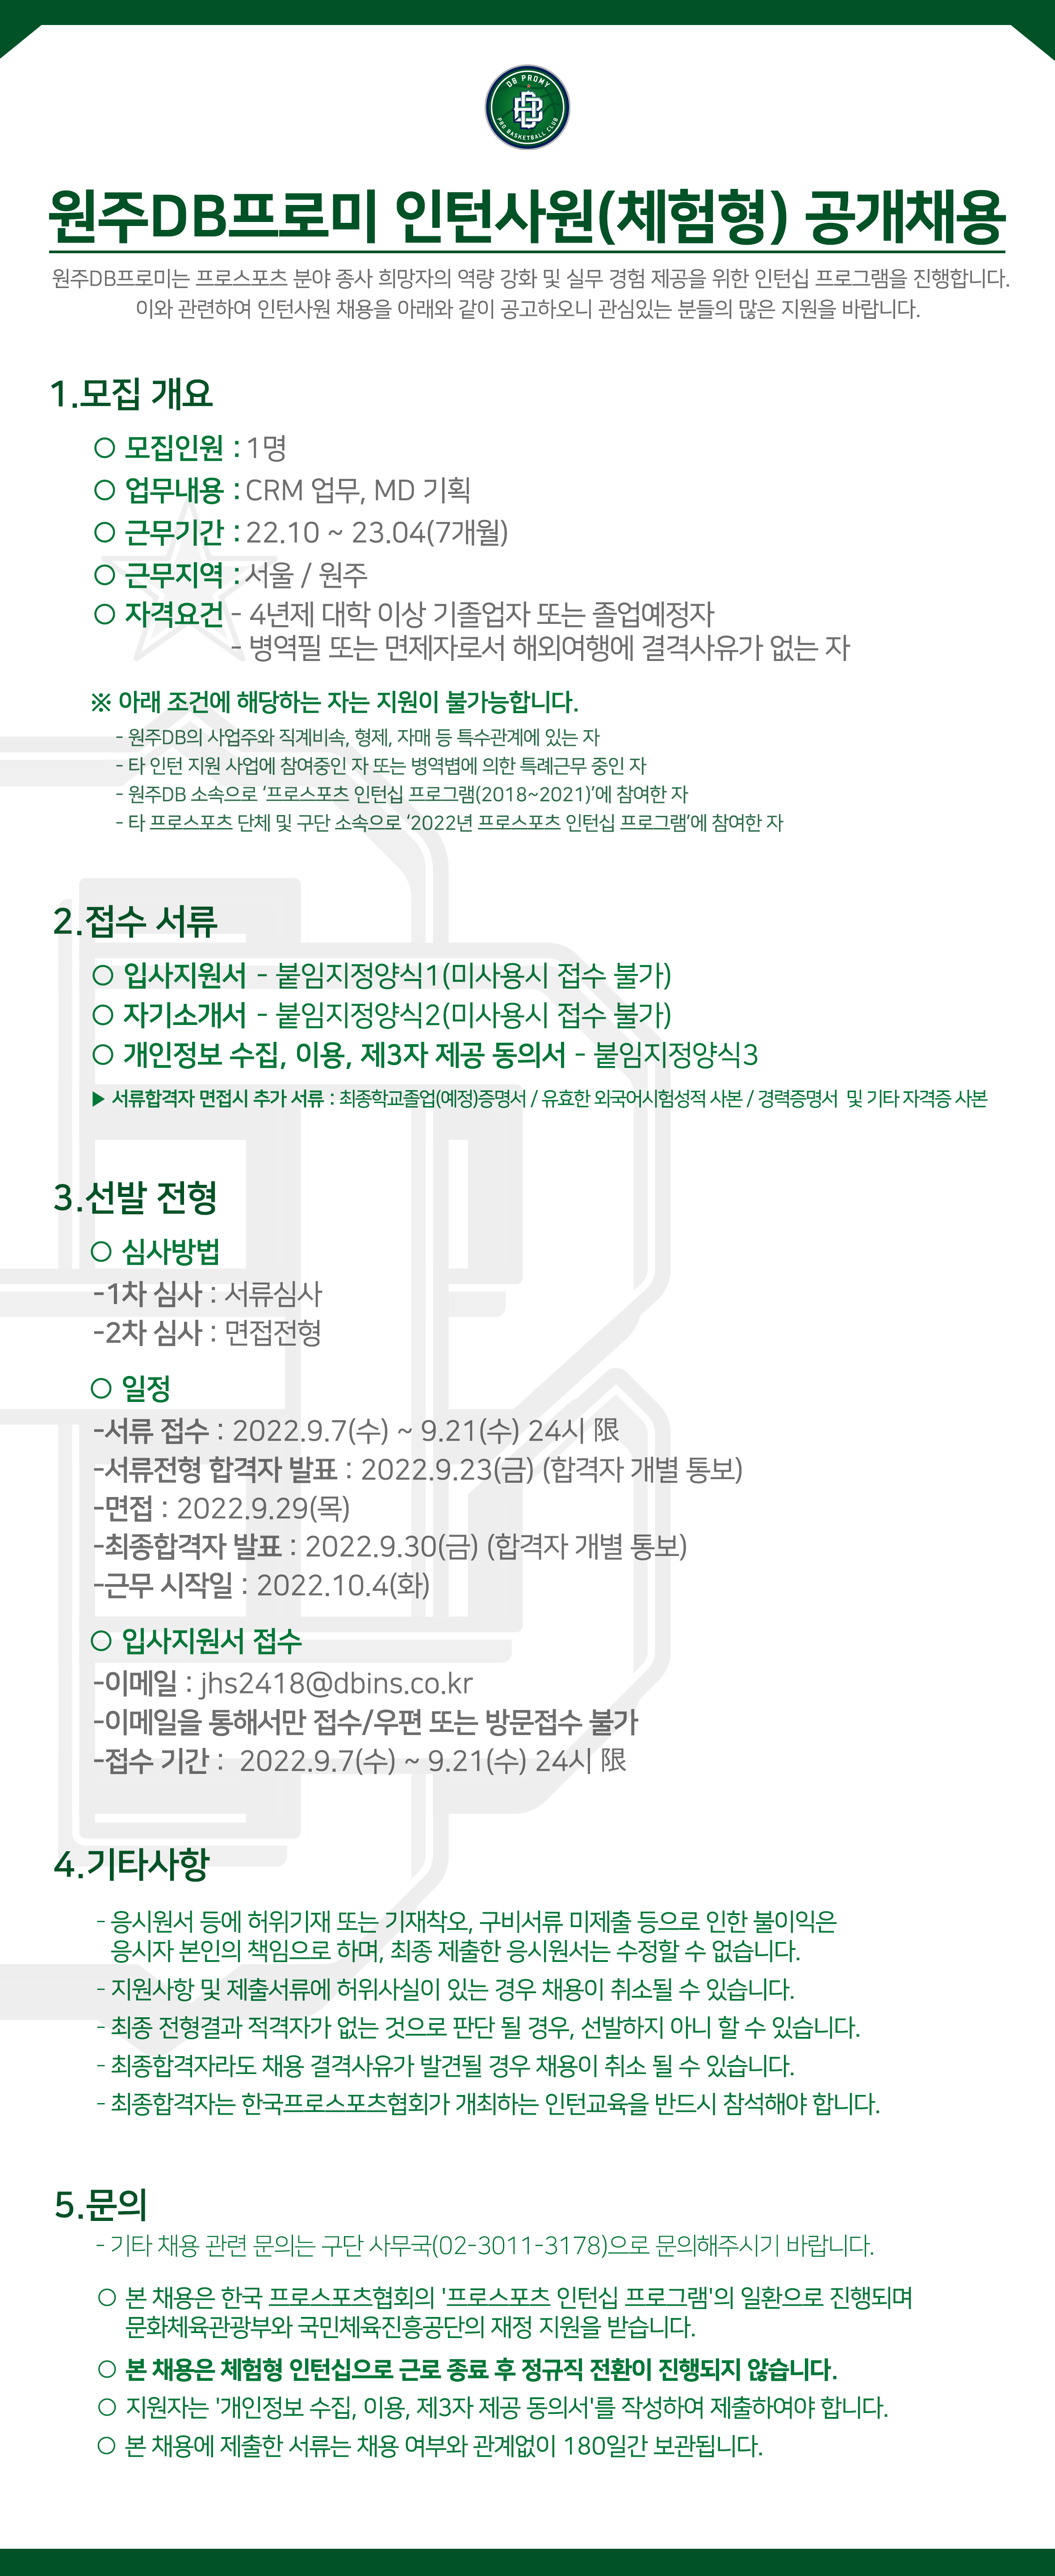 DB PROMY
PRO BASKETBALL CLUB
원주DB프로미 인턴사원(체험형) 공개채용
원주DB프로미는 프로스포츠 분야 종사 희망자의 역량 강화 및 실무 경험 제공을 위한 인턴십 프로그램을 진행합니다.
이와 관련하여 인턴사원 채용을 아래와 같이 공고하오니 관심있는 분들의 많은 지원을 바랍니다.
1.모집 개요
○ 모집인원 : 1명
○ 업무내용 : CRM 업무, MD 기획
○ 근무기간 : 22.10 ~ 23.04(7개월)
○ 근무지역 : 서울 / 원주
○ 자격요건 - 4년제 대학 이상 기졸업자 또는 졸업예정자
- 병역필 또는 면제자로서 해외여행에 결격사유가 없는 자
※ 아래 조건에 해당하는 자는 지원이 불가능합니다.
- 원주DB의 사업주와 직계비속, 형제, 자매 등 특수관계에 있는 자
- 타 인턴 지원 사업에 참여중인 자 또는 병역볍에 의한 특례근무 중인 자
- 원주DB 소속으로 ‘프로스포츠 인턴십 프로그램(2018~2021)’에 참여한 자
- 타 프로스포츠 단체 및 구단 소속으로 ‘2022년 프로스포츠 인턴십 프로그램’에 참여한 자
2.접수 서류
○ 입사지원서 - 붙임지정양식1(미사용시 접수 불가)
○ 자기소개서 - 붙임지정양식2(미사용시 접수 불가)
○ 개인정보 수집, 이용, 제3자 제공 동의서 - 붙임지정양식3
▶ 서류합격자 면접시 추가 서류 : 최종학교졸업(예정)증명서 / 유효한 외국어시험성적 사본 / 경력증명서 및 기타 자격증 사본
3.선발 전형
○ 심사방법
-1차 심사 : 서류심사
-2차 심사 : 면접전형
○ 일정
-서류 접수 : 2022.9.7(수) ~ 9.21(수) 24시 限
-서류전형 합격자 발표 : 2022.9.23(금) (합격자 개별 통보)
-면접 : 2022.9.29(목)
-최종합격자 발표 : 2022.9.30(금) (합격자 개별 통보)
-근무 시작일 : 2022.10.4(화)
○ 입사지원서 접수
-이메일 : jhs2418@dbins.co.kr
-이메일을 통해서만 접수/우편 또는 방문접수 불가
-접수 기간 : 2022.9.7(수) ~ 9.21(수) 24시 限
4.기타사항
- 응시원서 등에 허위기재 또는 기재착오, 구비서류 미제출 등으로 인한 불이익은
응시자 본인의 책임으로 하며, 최종 제출한 응시원서는 수정할 수 없습니다.
- 지원사항 및 제출서류에 허위사실이 있는 경우 채용이 취소될 수 있습니다.
- 최종 전형결과 적격자가 없는 것으로 판단 될 경우, 선발하지 아니 할 수 있습니다.
- 최종합격자라도 채용 결격사유가 발견될 경우 채용이 취소 될 수 있습니다.
- 최종합격자는 한국프로스포츠협회가 개최하는 인턴교육을 반드시 참석해야 합니다.
5.문의
- 기타 채용 관련 문의는 구단 사무국(02-3011-3178)으로 문의해주시기 바랍니다.
○ 본 채용은 한국 프로스포츠협회의 '프로스포츠 인턴십 프로그램'의 일환으로 진행되며
문화체육관광부와 국민체육진흥공단의 재정 지원을 받습니다.
○ 본 채용은 체험형 인턴십으로 근로 종료 후 정규직 전환이 진행되지 않습니다.
○ 지원자는 '개인정보 수집, 이용, 제3자 제공 동의서'를 작성하여 제출하여야 합니다.
○ 본 채용에 제출한 서류는 채용 여부와 관계없이 180일간 보관됩니다.